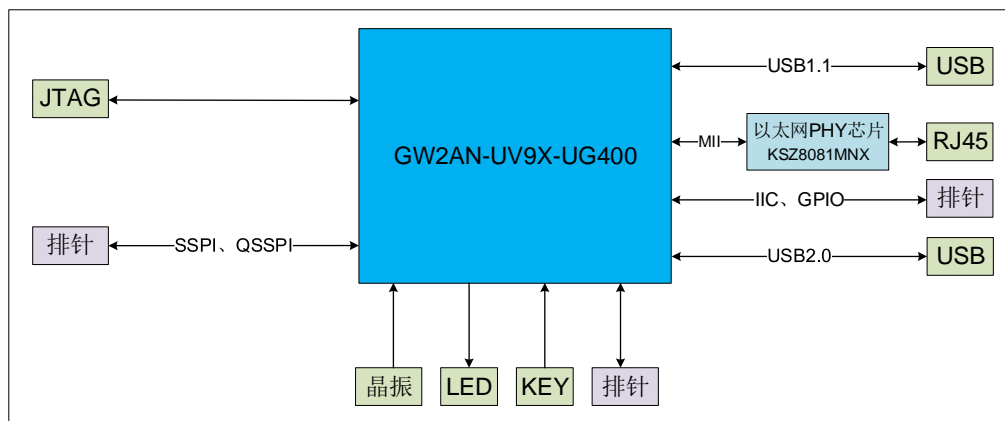 JTAG
排针
SSPI、QSSPI
GW2AN-UV9X-UG400
USB1.1
USB
MII
以太网PHY芯片
KSZ8081MNX
RJ45
IIC、GPIO
排针
USB2.0
USB
晶振
LED
KEY
排针